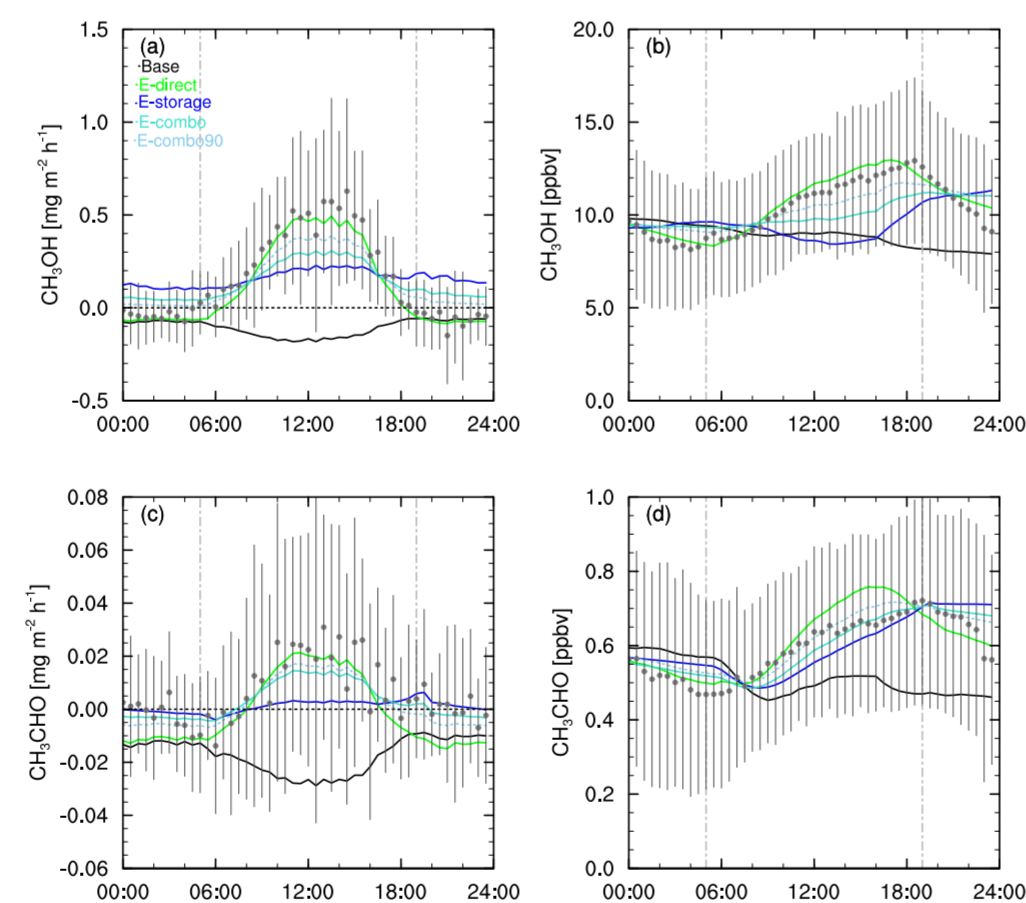 (a)
Base
E-direct
E-storage
E-combo
E-combo90
CH₃OH [mg m⁻² h⁻¹]
1.5
1.0
0.5
0.0
-0.5
00:00 06:00 12:00 18:00 24:00
(b)
CH₃OH [ppbv]
20.0
15.0
10.0
5.0
0.0
00:00 06:00 12:00 18:00 24:00
(c)
CH₃CHO [mg m⁻² h⁻¹]
0.08
0.06
0.04
0.02
0.00
-0.02
-0.04
-0.06
00:00 06:00 12:00 18:00 24:00
(d)
CH₃CHO [ppbv]
1.0
0.8
0.6
0.4
0.2
0.0
00:00 06:00 12:00 18:00 24:00